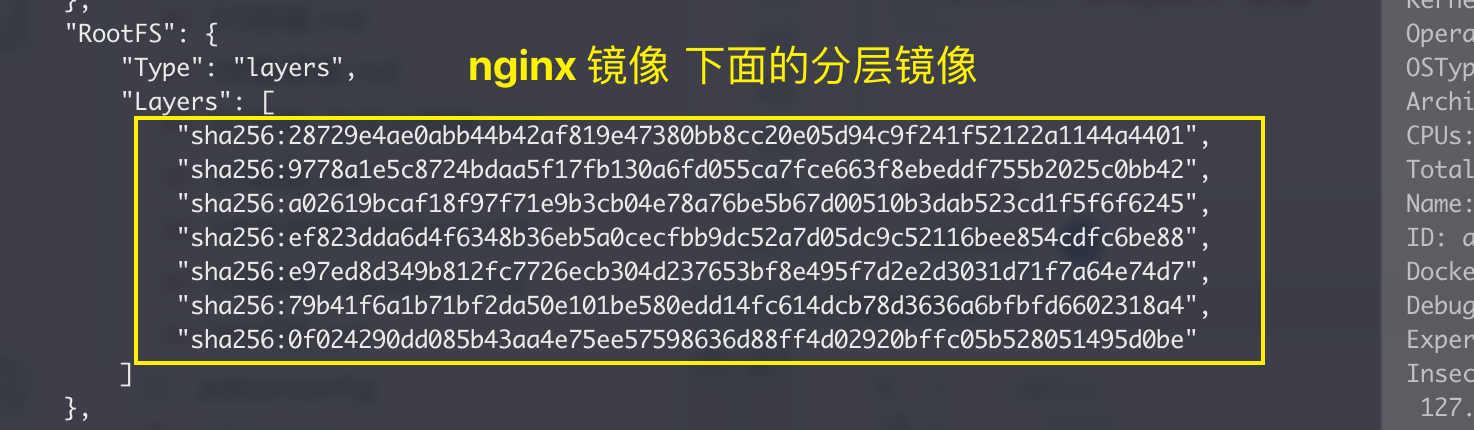 },
"RootFS": {
"Type": "layers",
nginx 镜像 下面的分层镜像
"Layers": [
"sha256:28729e4ae0abb44b42af819e47380bb8cc20e05d94c9f241f52122a1144a4401",
"sha256:9778a1e5c8724bdaa5f17fb130a6fd055ca7fce663f8ebeddf755b2025c0bb42",
"sha256:a02619bcaf18f97f71e9b3cb04e78a76be5b67d00510b3dab523cd1f5f6f6245",
"sha256:ef823dda6d4f6348b36eb5a0cecfbb9dc52a7d05dc9c52116bee854cdfc6be88",
"sha256:e97ed8d349b812fc7726ecb304d237653bf8e495f7d2e2d3031d71f7a64e74d7",
"sha256:79b41f6a1b71bf2da50e101be580edd14fc614dcb78d3636a6bfbfd6602318a4",
"sha256:0f024290dd085b43aa4e75ee57598636d88ff4d02920bffc05b528051495d0be"
]
},
Kerne
Opera
OSTyp
Archi
CPUs:
Total
Name:
ID: a
Docke
Debug
Exper
Insec
127.